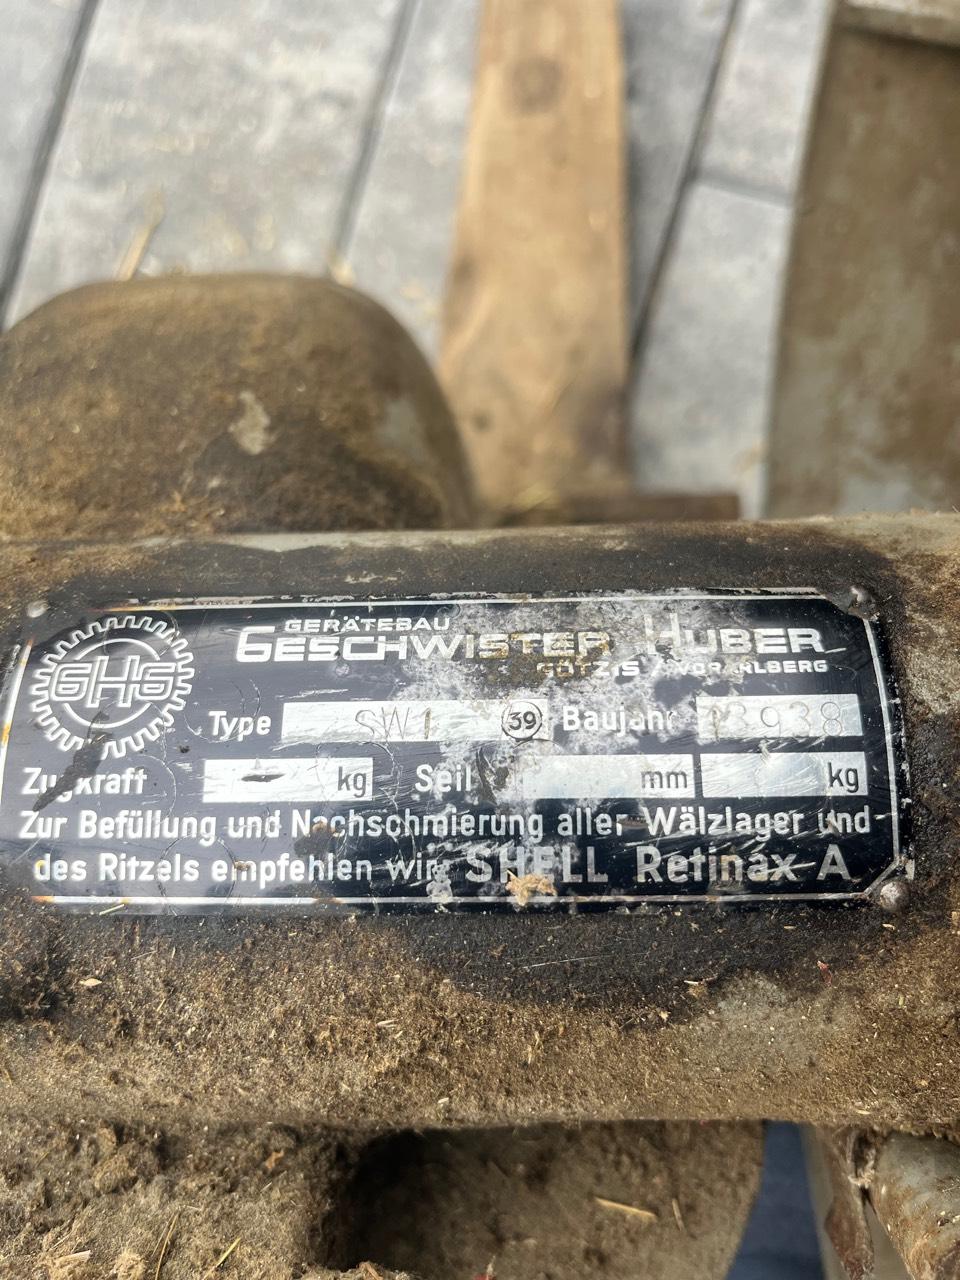 GERÄTEBAU
GESCHWISTER HUBER
GÖTZIS / VORARLBERG
GHG
Type SW1 39 Baujahr 13938
Zugkraft kg Seil mm kg
Zur Befüllung und Nachschmierung aller Wälzlager und
des Ritzels empfehlen wir SHELL Retinax A